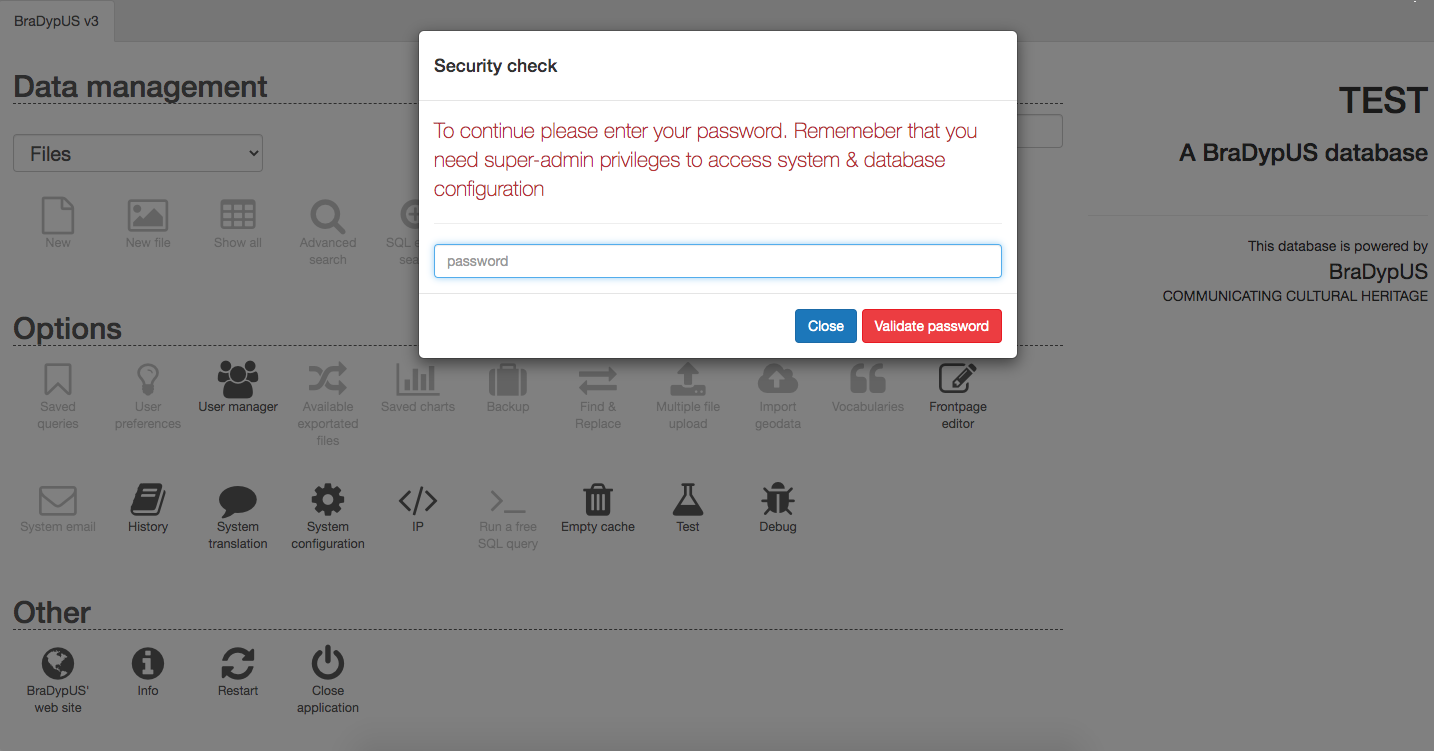 BraDypUS v3
Data management
Files
New
New file
Show all
Advanced
search
SQL e
sea
Security check
To continue please enter your password. Rememeber that you
need super-admin privileges to access system & database
configuration
password
Close
Validate password
TEST
A BraDypUS database
This database is powered by
BraDypUS
COMMUNICATING CULTURAL HERITAGE
Options
Saved
queries
User
preferences
User manager
Available
exportated
files
Saved charts
Backup
Find &
Replace
Multiple file
upload
Import
geodata
Vocabularies
Frontpage
editor
System email
History
System
translation
System
configuration
IP
Run a free
SQL query
Empty cache
Test
Debug
Other
BraDypUS'
web site
Info
Restart
Close
application